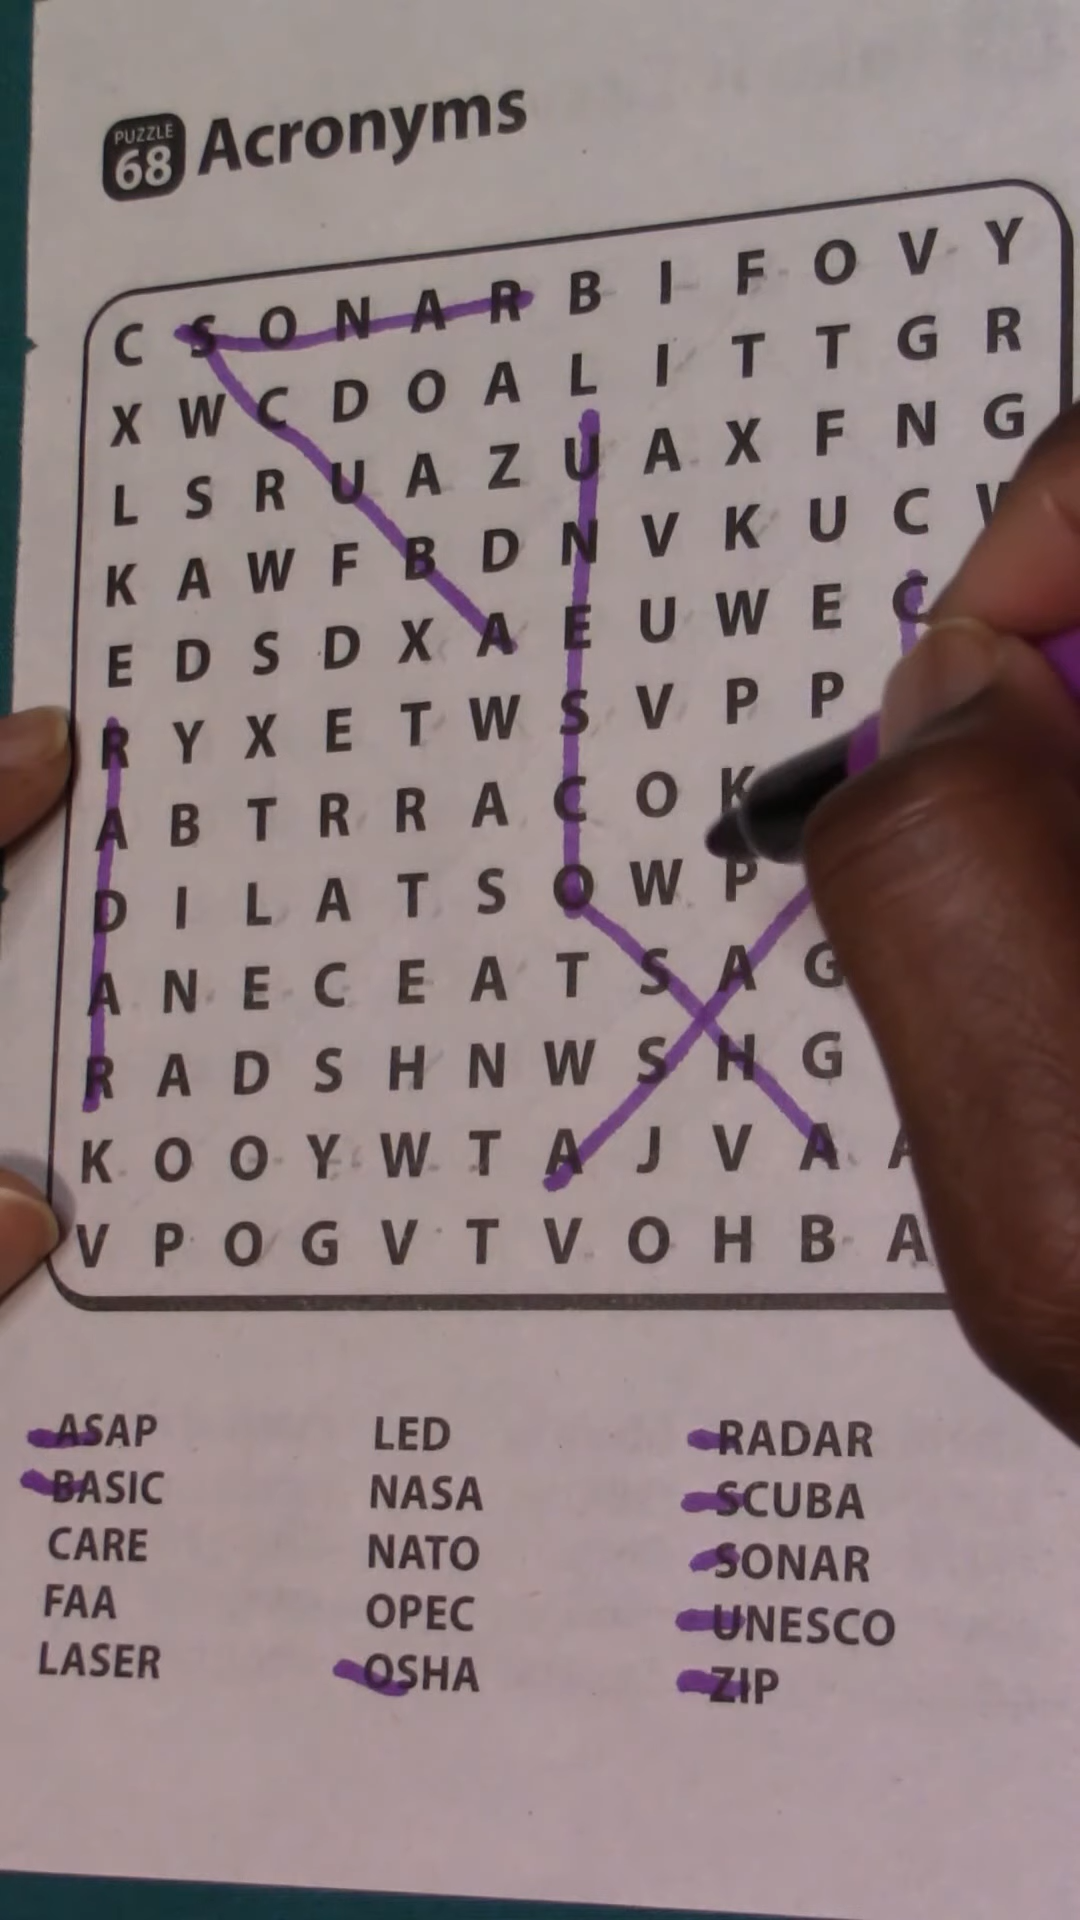 PUZZLE
68
Acronyms
C S O N A R B I F O V Y
X W C D O A L I T T G R
L S R U A Z U A X F N G
K A W F B D N V K U C
E D S D X A E U W E C
R Y X E T W S V P P
A B T R R A C O K
D I L A T S O W P
A N E C E A T S A G
R A D S H N W S H G
K O O Y W T A J V A A
V P O G V T V O H B A
ASAP
BASIC
CARE
FAA
LASER
LED
NASA
NATO
OPEC
OSHA
RADAR
SCUBA
SONAR
UNESCO
ZIP